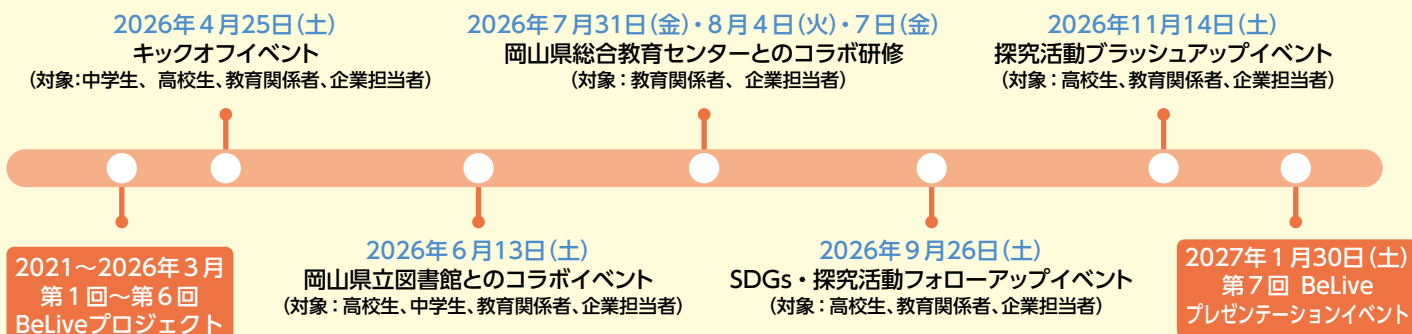 2026年4月25日(土)
キックオフイベント
(対象:中学生、高校生、教育関係者、企業担当者)
2026年7月31日(金)・8月4日(火)・7日(金)
岡山県総合教育センターとのコラボ研修
(対象:教育関係者、企業担当者)
2026年11月14日(土)
探究活動ブラッシュアップイベント
(対象:高校生、教育関係者、企業担当者)
2021～2026年3月
第1回～第6回
BeLiveプロジェクト
2026年6月13日(土)
岡山県立図書館とのコラボイベント
(対象:高校生、中学生、教育関係者、企業担当者)
2026年9月26日(土)
SDGs・探究活動フォローアップイベント
(対象:高校生、教育関係者、企業担当者)
2027年1月30日(土)
第7回 BeLive
プレゼンテーションイベント